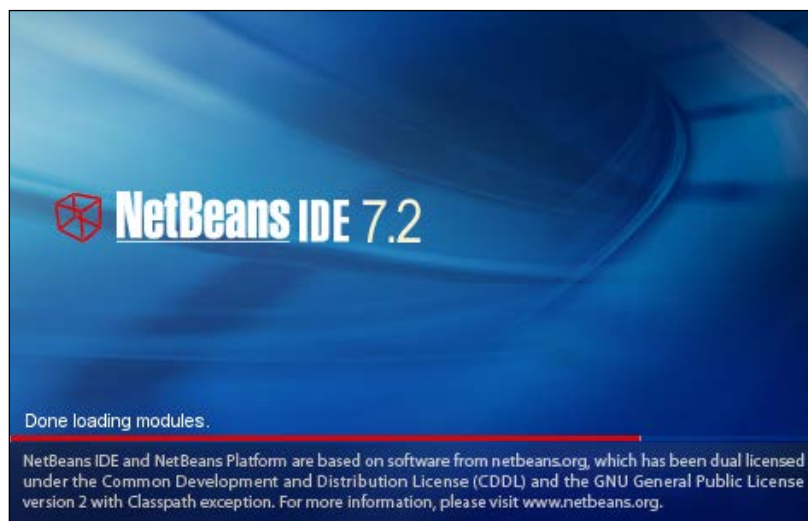 NetBeans IDE 7.2
Done loading modules.
NetBeans IDE and NetBeans Platform are based on software from netbeans.org, which has been dual licensed
under the Common Development and Distribution License (CDDL) and the GNU General Public License
version 2 with Classpath exception. For more information, please visit www.netbeans.org.